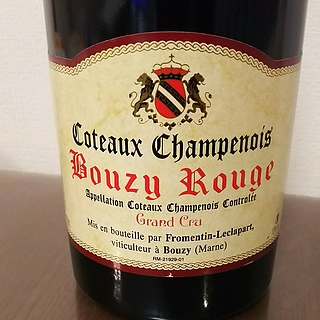 Coteaux Champenois
Bouzy Rouge
Appellation Coteaux Champenois Controlée
Grand Cru
Mis en bouteille par Fromentin-Leclapart,
viticulteur à Bouzy (Marne)
RM-21929-01